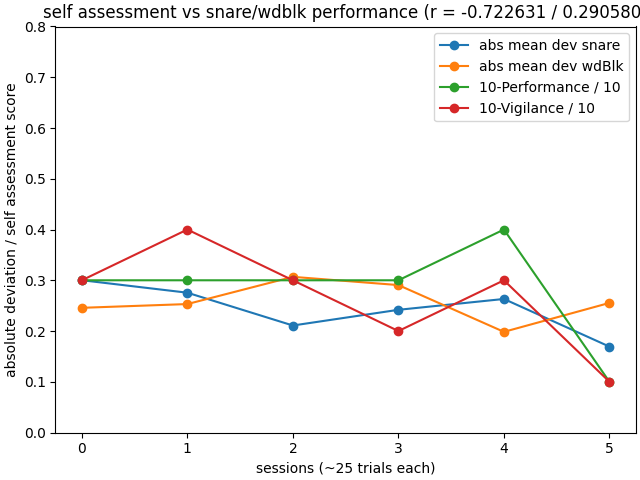 self assessment vs snare/wdblk performance (r = -0.722631 / 0.290580
abs mean dev snare
abs mean dev wdBlk
10-Performance / 10
10-Vigilance / 10
absolute deviation / self assessment score
0.8
0.7
0.6
0.5
0.4
0.3
0.2
0.1
0.0
0 1 2 3 4 5
sessions (~25 trials each)